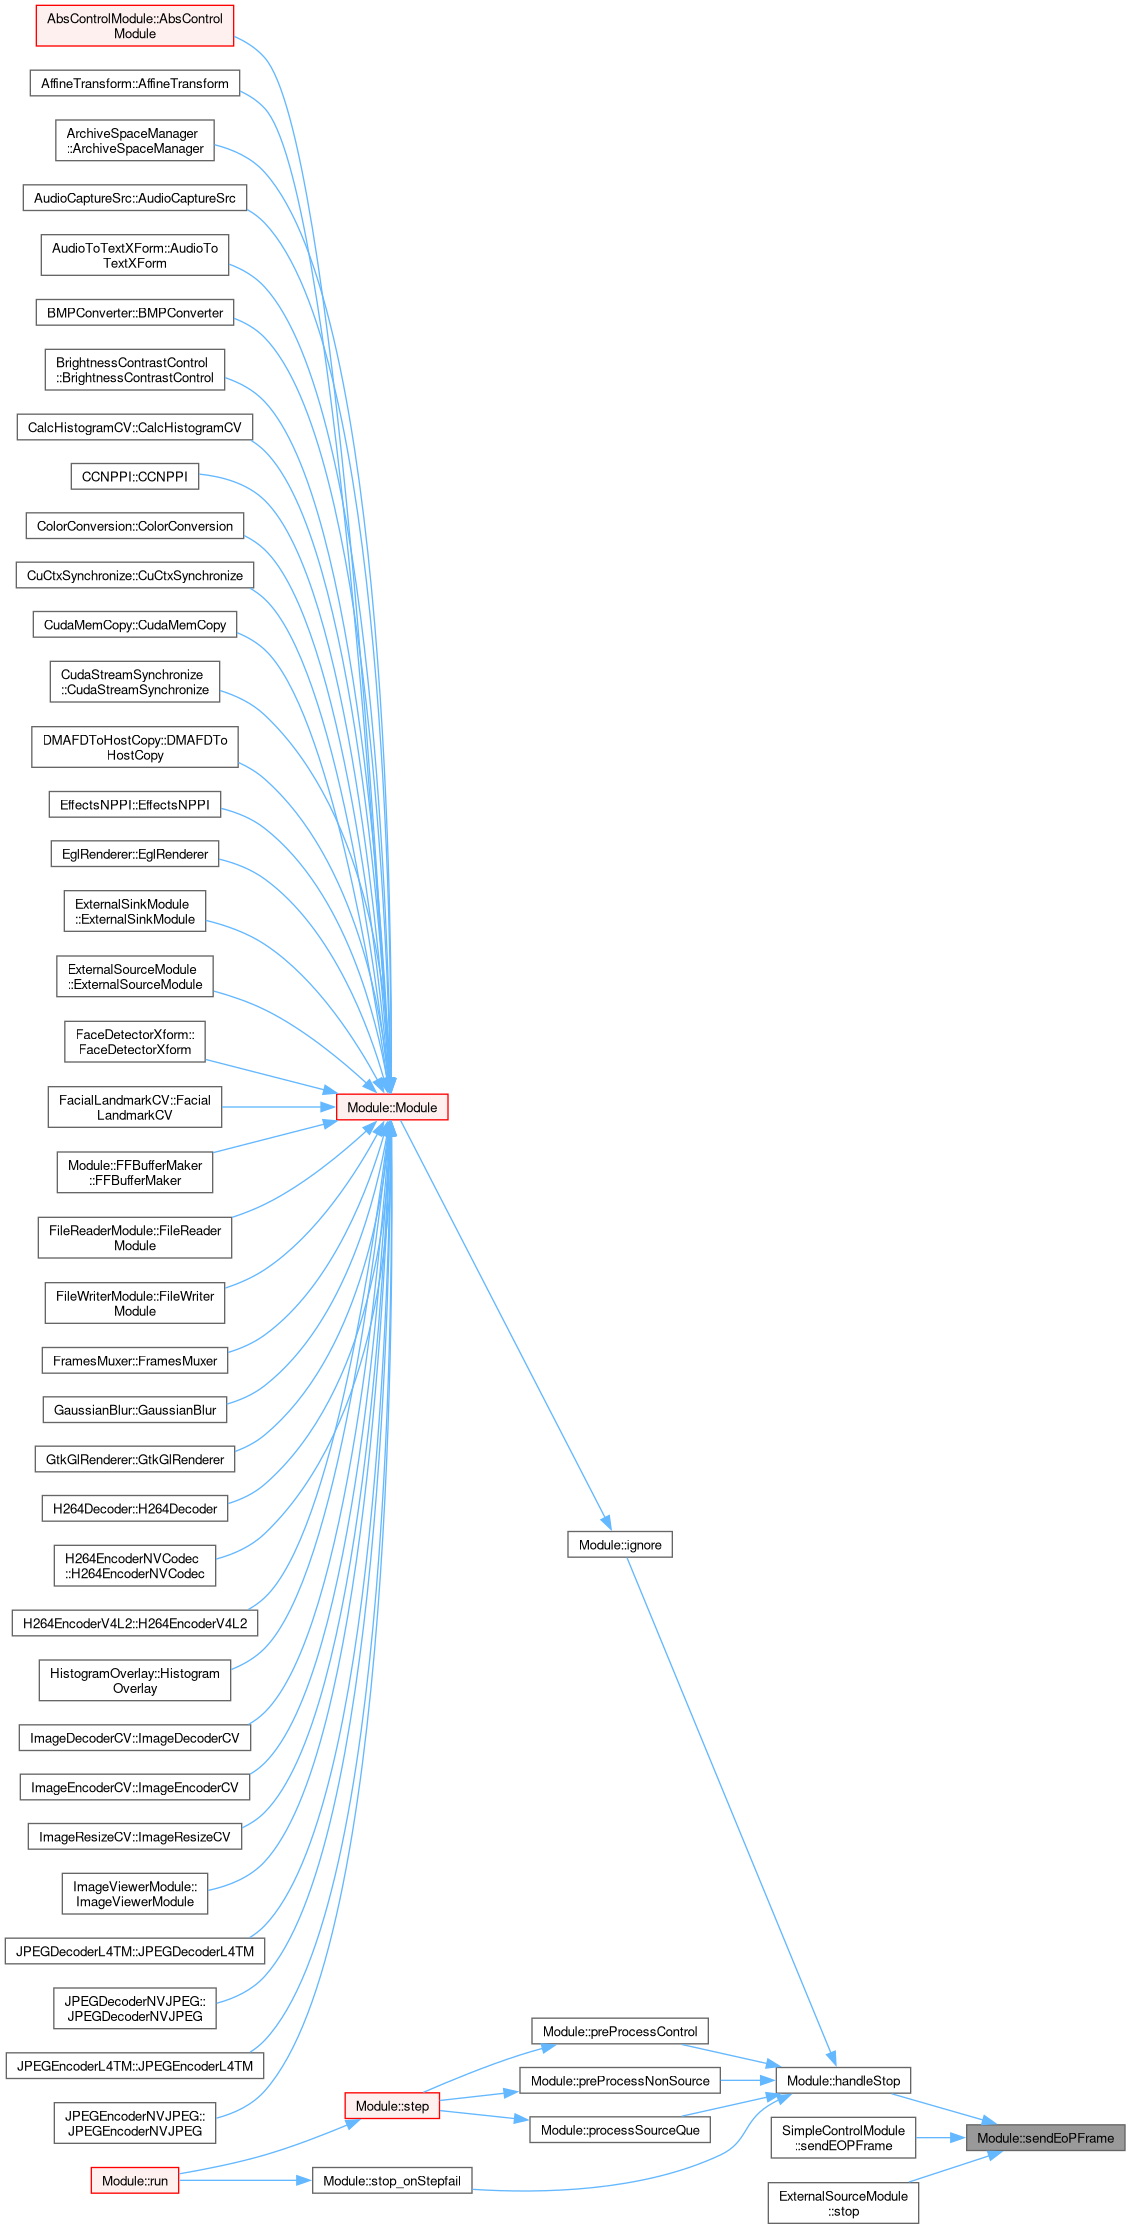 AbsControlModule::AbsControl
Module
AffineTransform::AffineTransform
ArchiveSpaceManager
::ArchiveSpaceManager
AudioCaptureSrc::AudioCaptureSrc
AudioToTextXForm::AudioTo
TextXForm
BMPConverter::BMPConverter
BrightnessContrastControl
::BrightnessContrastControl
CalcHistogramCV::CalcHistogramCV
CCNPPI::CCNPPI
ColorConversion::ColorConversion
CuCtxSynchronize::CuCtxSynchronize
CudaMemCopy::CudaMemCopy
CudaStreamSynchronize
::CudaStreamSynchronize
DMAFDToHostCopy::DMAFDTo
HostCopy
EffectsNPPI::EffectsNPPI
EglRenderer::EglRenderer
ExternalSinkModule
::ExternalSinkModule
ExternalSourceModule
::ExternalSourceModule
FaceDetectorXform::
FaceDetectorXform
FacialLandmarkCV::Facial
LandmarkCV
Module::Module
Module::FFBufferMaker
::FFBufferMaker
FileReaderModule::FileReader
Module
FileWriterModule::FileWriter
Module
FramesMuxer::FramesMuxer
GaussianBlur::GaussianBlur
GtkGlRenderer::GtkGlRenderer
H264Decoder::H264Decoder
Module::ignore
H264EncoderNVCodec
::H264EncoderNVCodec
H264EncoderV4L2::H264EncoderV4L2
HistogramOverlay::Histogram
Overlay
ImageDecoderCV::ImageDecoderCV
ImageEncoderCV::ImageEncoderCV
ImageResizeCV::ImageResizeCV
ImageViewerModule::
ImageViewerModule
JPEGDecoderL4TM::JPEGDecoderL4TM
JPEGDecoderNVJPEG::
JPEGDecoderNVJPEG
Module::preProcessControl
JPEGEncoderL4TM::JPEGEncoderL4TM
Module::preProcessNonSource
Module::handleStop
Module::step
JPEGEncoderNVJPEG::
JPEGEncoderNVJPEG
Module::processSourceQue
SimpleControlModule
::sendEOPFrame
Module::sendEoPFrame
Module::run
Module::stop_onStepfail
ExternalSourceModule
::stop